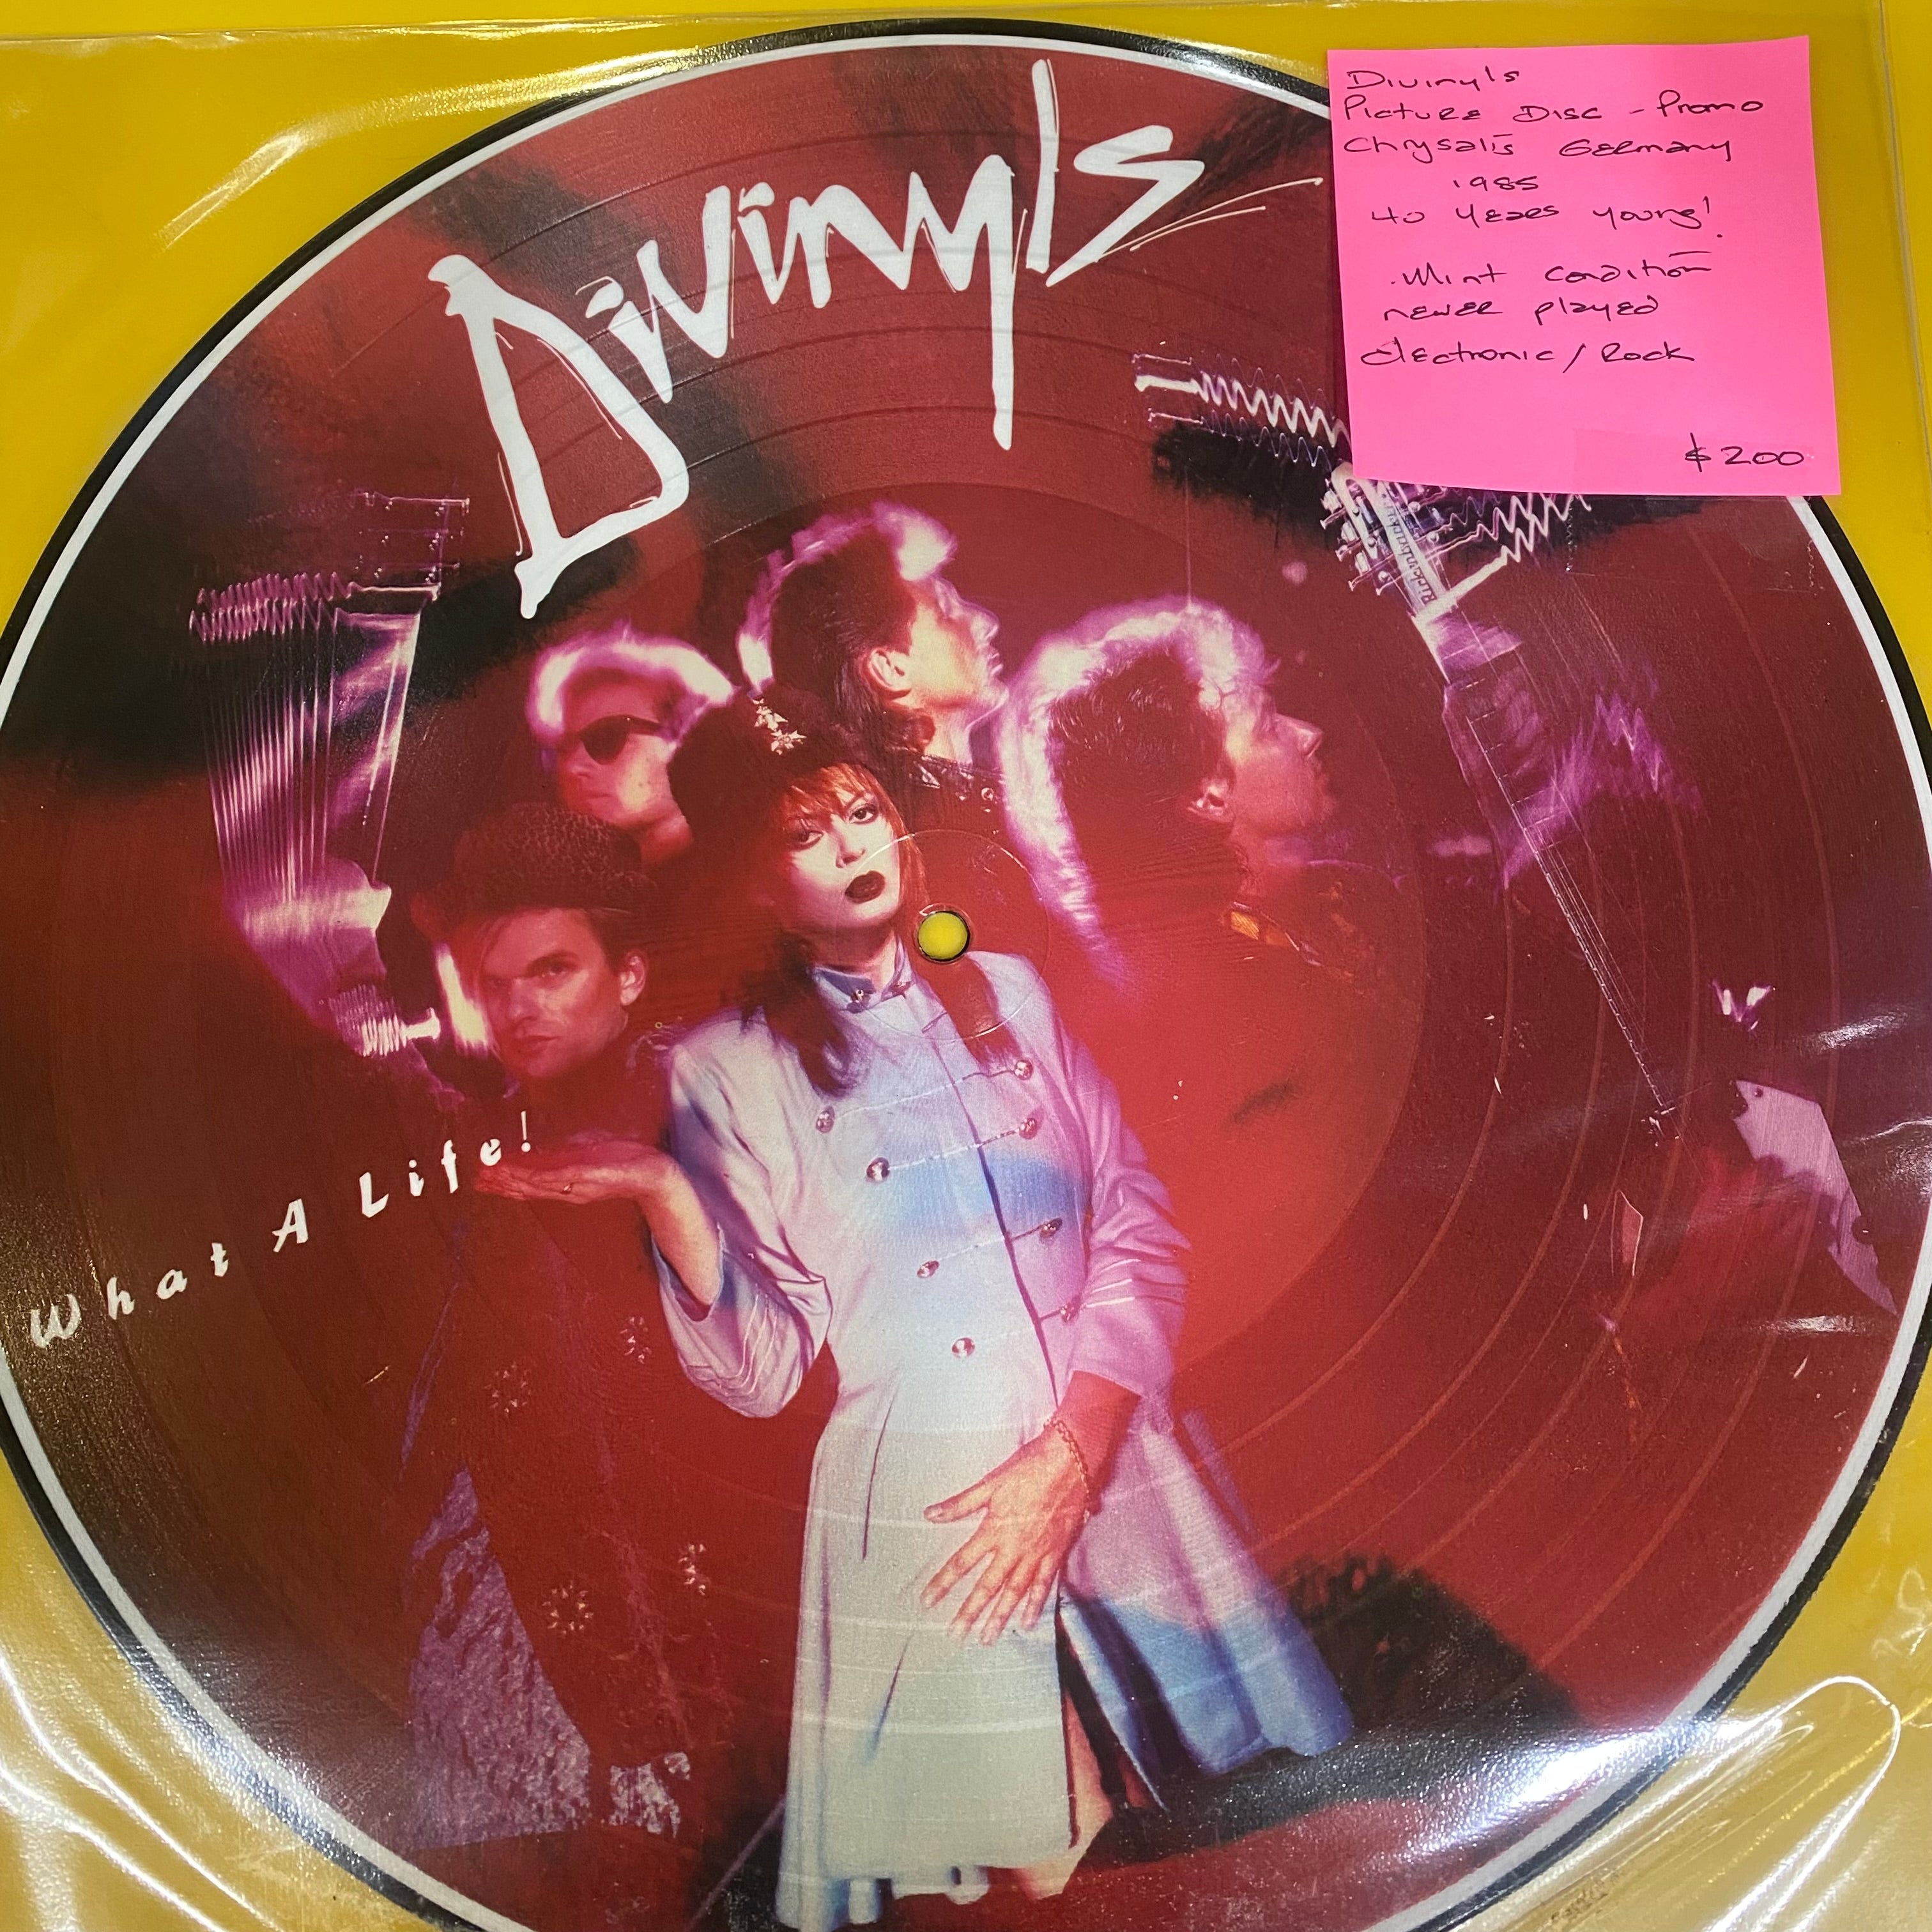 Divinyls
Divinyls
Picture Disc - Promo
Chrysalis Germany
1985
40 Years young!
. Mint condition
never played
electronic / Rock
$200
Rickenbacker
What A Life!